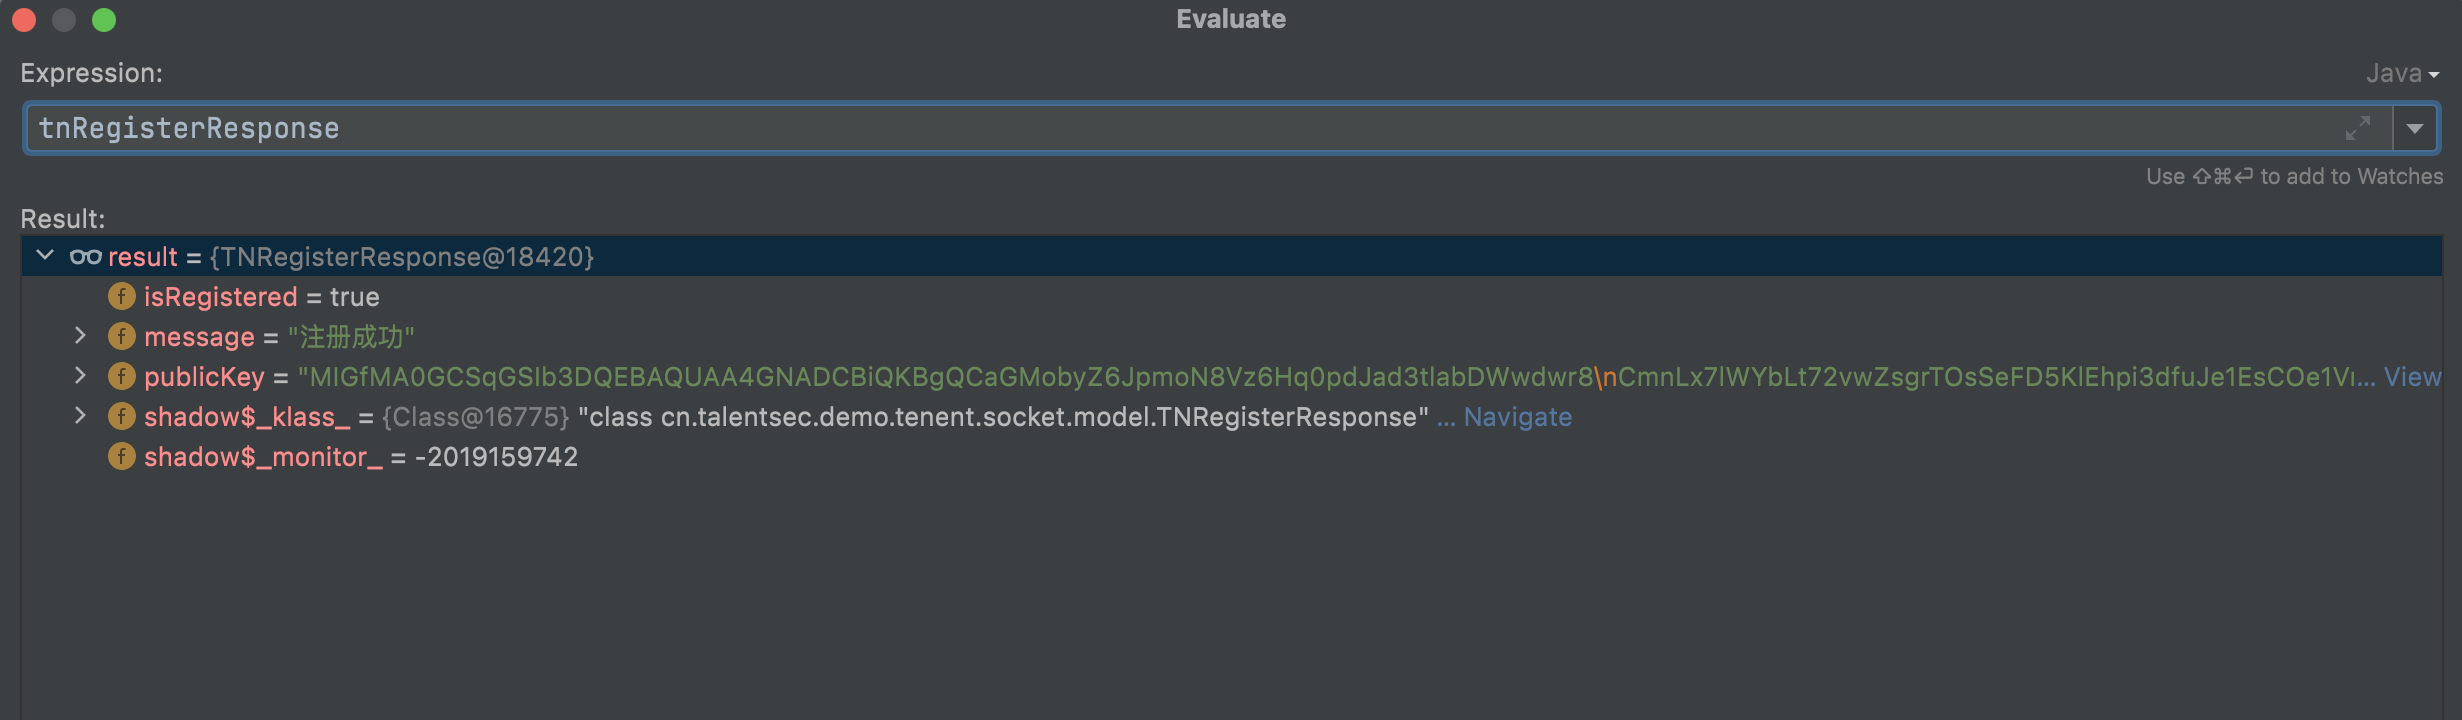 Evaluate
Expression:
Java
tnRegisterResponse
Use ⇧⌘⏎ to add to Watches
Result:
result = {TNRegisterResponse@18420}
f isRegistered = true
f message = "注册成功"
f publicKey = "MIGfMA0GCSqGSIb3DQEBAQUAA4GNADCBiQKBgQCaGMobyZ6JpmoN8Vz6Hq0pdJad3tlabDWwdwr8\nCmnLx7lWYbLt72vwZsgrTOsSeFD5KlEhpi3dfuJe1EsCOe1V... View
f shadow$_klass_ = {Class@16775} "class cn.talentsec.demo.tenent.socket.model.TNRegisterResponse" ... Navigate
f shadow$_monitor_ = -2019159742